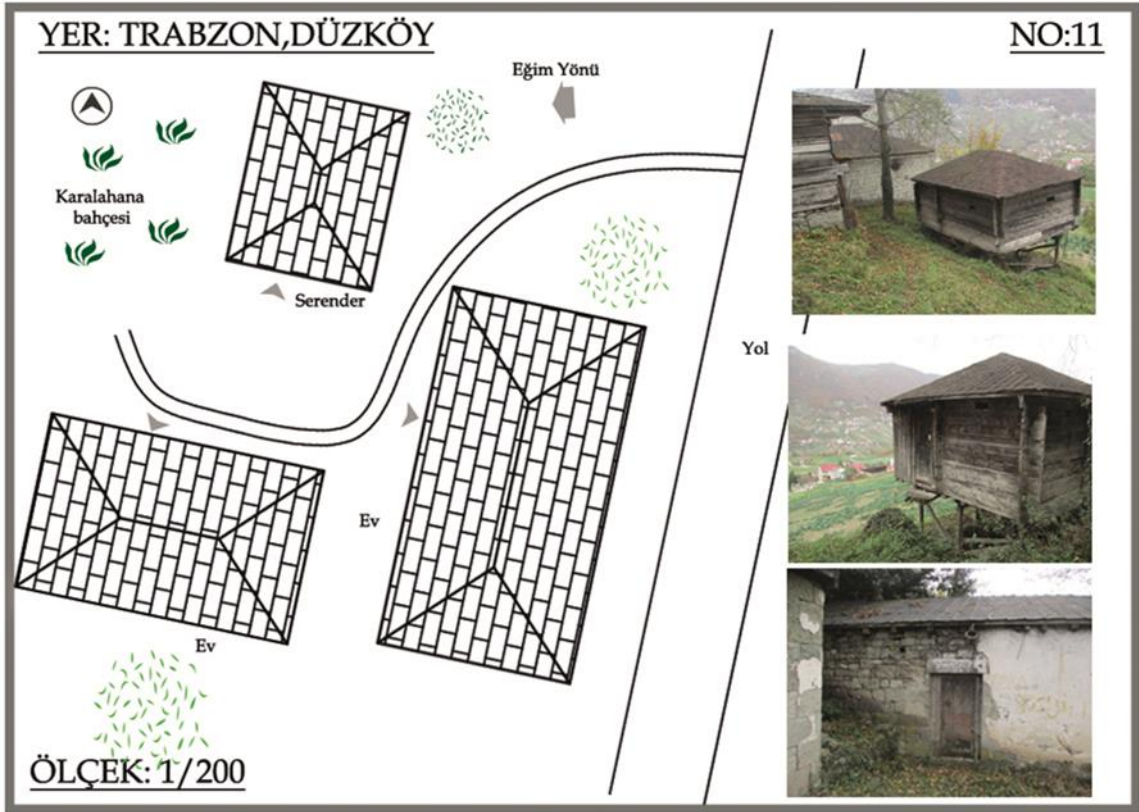 YER: TRABZON,DÜZKÖY
NO:11
Eğim Yönü
Karalahana
bahçesi
Serender
Yol
Ev
Ev
ÖLÇEK: 1/200